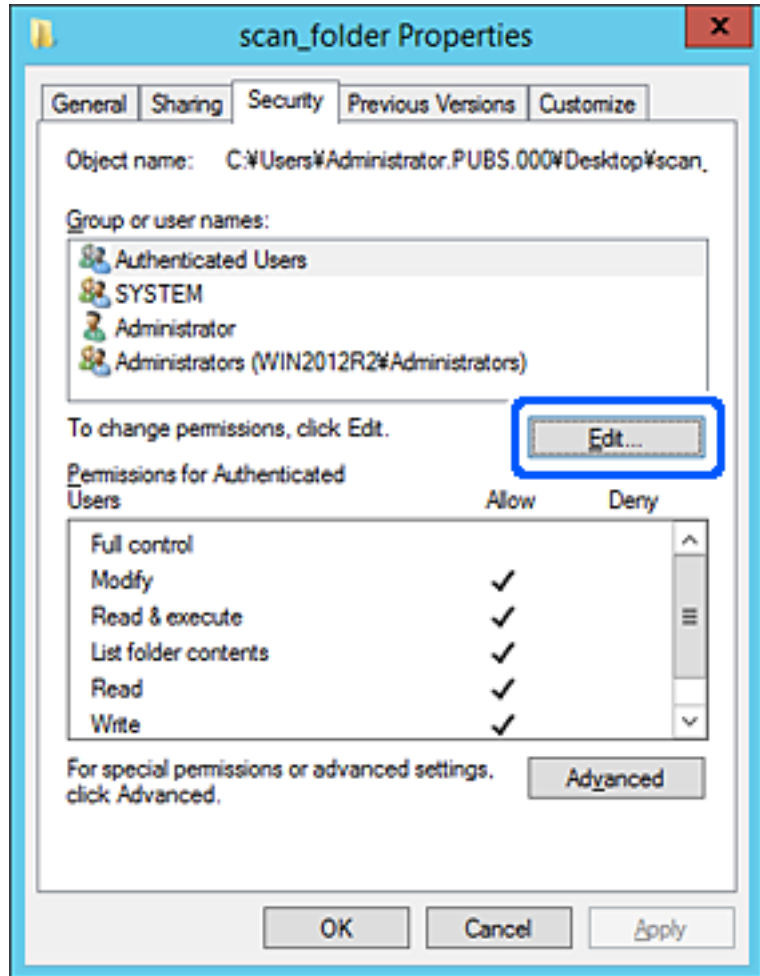 scan_folder Properties
x
General Sharing Security Previous Versions Customize
Object name: C:¥Users¥Administrator.PUBS.000¥Desktop¥scan_
Group or user names:
Authenticated Users
SYSTEM
Administrator
Administrators (WIN2012R2¥Administrators)
To change permissions, click Edit.
Edit...
Permissions for Authenticated
Users Allow Deny
Full control
Modify
Read & execute
List folder contents
Read
Write
For special permissions or advanced settings,
click Advanced.
Advanced
OK Cancel Apply